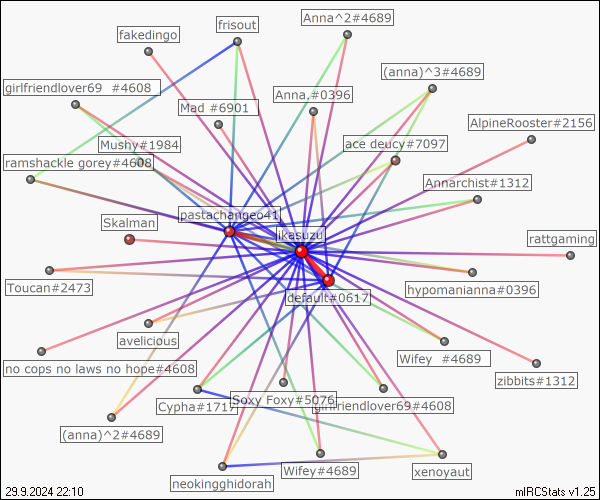 Anna^2#4689
frisout
fakedingo
(anna)^3#4689
girlfriendlover69 #4608
Anna.#0396
Mad #6901
AlpineRooster#2156
Mushy#1984
ace deucy#7097
ramshackle gorey#4608
Annarchist#1312
pastachangeo41
Skalman
ikasuzu
rattgaming
Toucan#2473
hypomanianna#0396
default#0617
avelicious
Wifey #4689
no cops no laws no hope#4608
zibbits#1312
Soxy Foxy#5076
Cypha#1717
girlfriendlover69#4608
(anna)^2#4689
Wifey#4689
xenoyaut
neokingghidorah
29.9.2024 22:10
mIRCStats v1.25